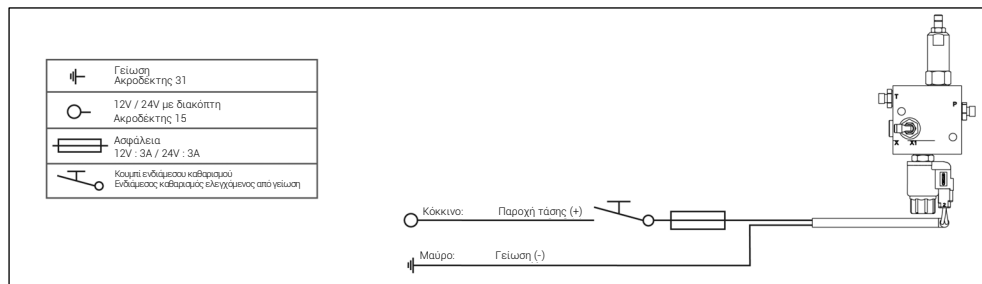 Γείωση
Ακροδέκτης 31
12V / 24V με διακόπτη
Ακροδέκτης 15
Ασφάλεια
12V : 3A / 24V : 3A
Κουμπί ενδιάμεσου καθαρισμού
Ενδιάμεσος καθαρισμός ελεγχόμενος από γείωση
T
P
X X1
Κόκκινο: Παροχή τάσης (+)
Μαύρο: Γείωση (-)